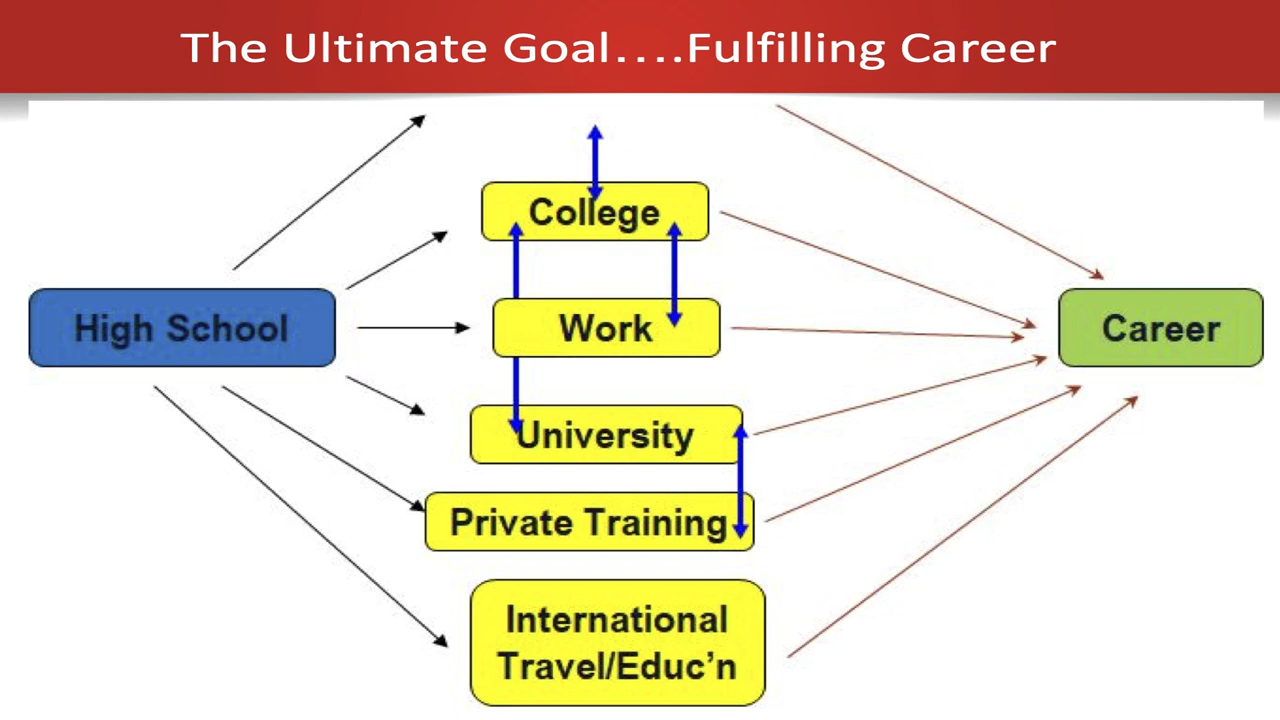 The Ultimate Goal....Fulfilling Career
College
High School
Work
Career
University
Private Training
International
Travel/Educ’n